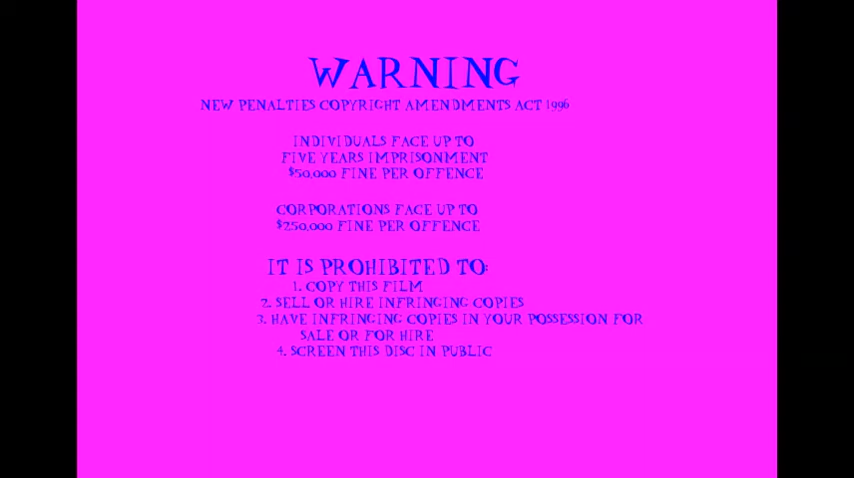 WARNING
NEW PENALTIES COPYRIGHT AMENDMENTS ACT 1996
INDIVIDUALS FACE UP TO
FIVE YEARS IMPRISONMENT
$50,000 FINE PER OFFENCE
CORPORATIONS FACE UP TO
$250,000 FINE PER OFFENCE
IT IS PROHIBITED TO:
1. COPY THIS FILM
2. SELL OR HIRE INFRINGING COPIES
3. HAVE INFRINGING COPIES IN YOUR POSSESSION FOR
SALE OR FOR HIRE
4. SCREEN THIS DISC IN PUBLIC